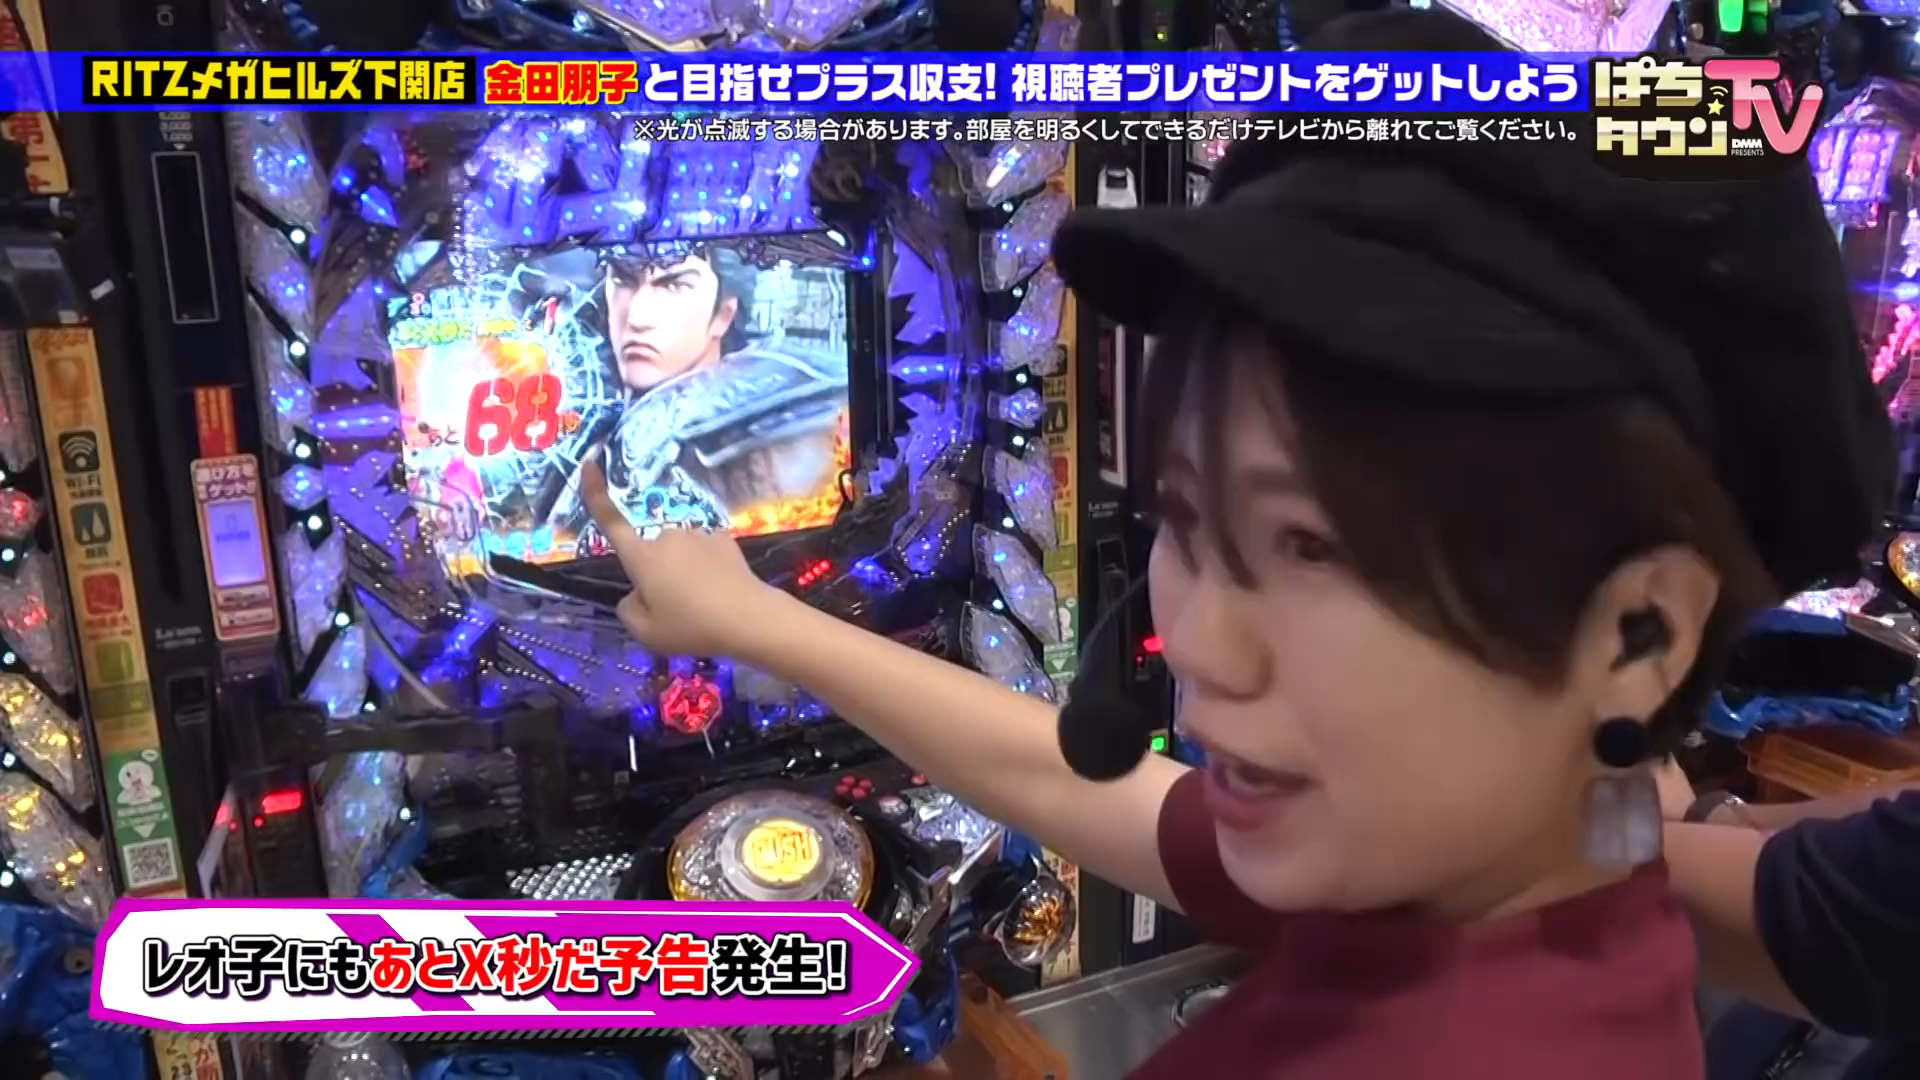 RITZメガヒルズ下関店 金田朋子と目指せプラス収支! 視聴者プレゼントをゲットしよう
ぱちタウンTV
DMM PRESENTS
※光が点滅する場合があります。部屋を明るくしてできるだけテレビから離れてご覧ください。
あと68
Wi-Fi
PUSH
レオ子にもあとX秒だ予告発生!